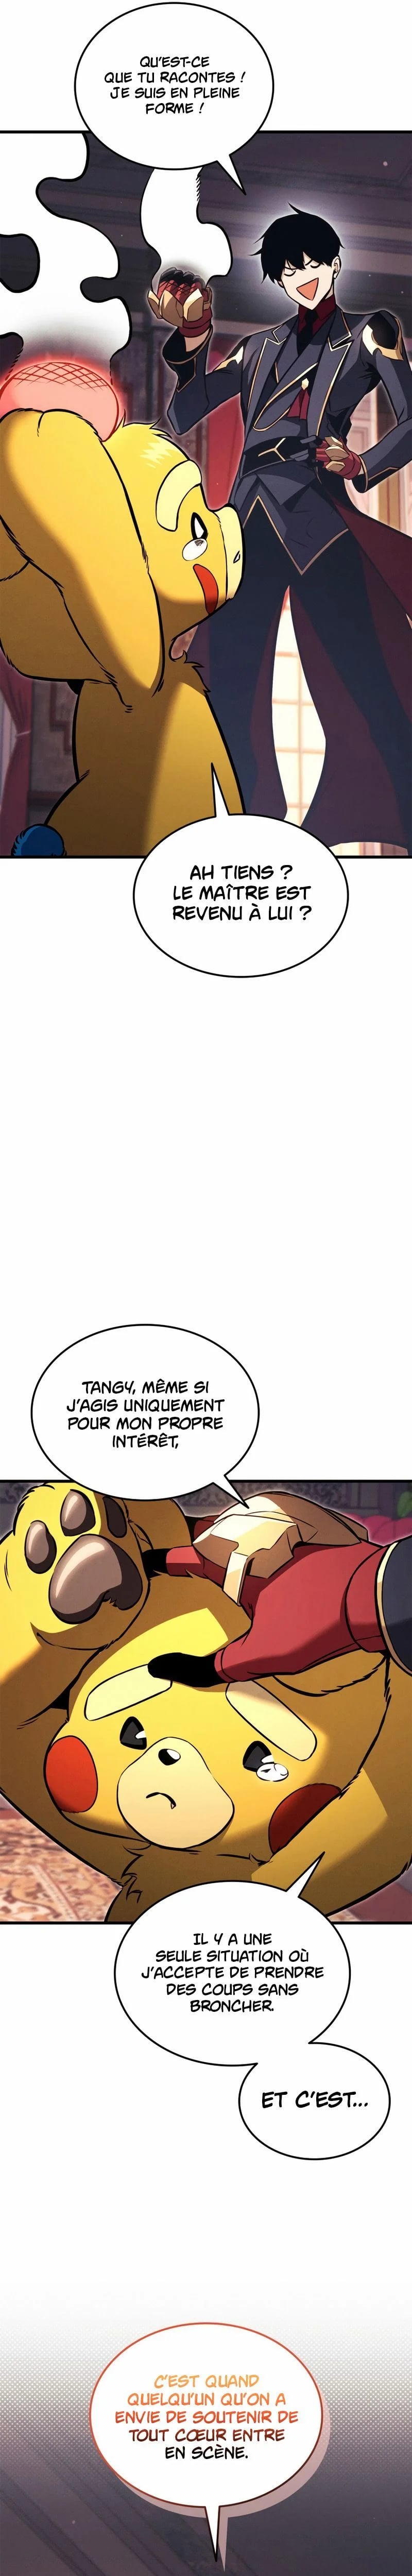 QU'EST-CE
QUE TU RACONTES !
JE SUIS EN PLEINE
FORME !
AH TIENS ?
LE MAÎTRE EST
REVENU À LUI ?
TANGY, MÊME SI
J'AGIS UNIQUEMENT
POUR MON PROPRE
INTÉRÊT,
IL Y A UNE
SEULE SITUATION OÙ
J'ACCEPTE DE PRENDRE
DES COUPS SANS
BRONCHER.
ET C'EST...
C'EST QUAND
QUELQU'UN QU'ON A
ENVIE DE SOUTENIR DE
TOUT CŒUR ENTRE
EN SCÈNE.